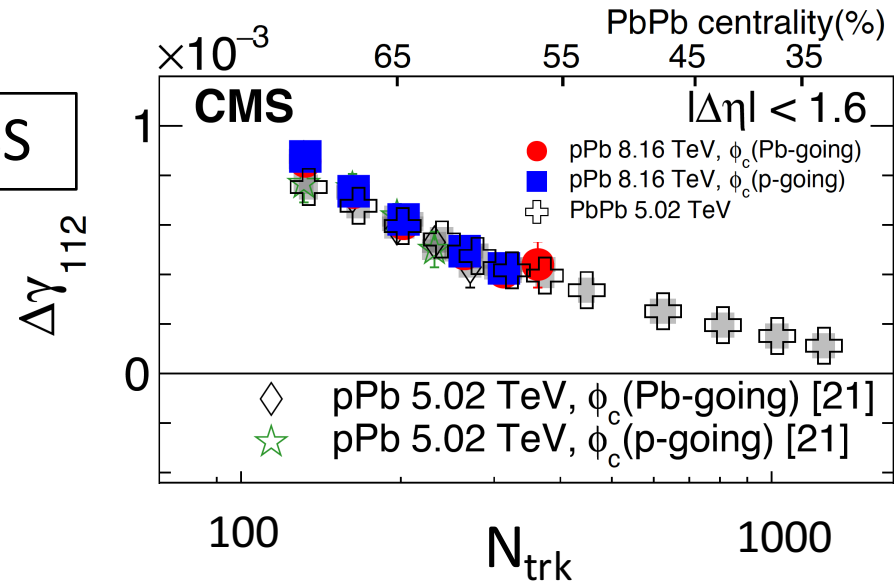 PbPb centrality(%)
×10⁻³ 65 55 45 35
S
CMS |Δη| < 1.6
1
pPb 8.16 TeV, ϕc(Pb-going)
pPb 8.16 TeV, ϕc(p-going)
PbPb 5.02 TeV
Δγ112
0
pPb 5.02 TeV, ϕc(Pb-going) [21]
pPb 5.02 TeV, ϕc(p-going) [21]
100 1000
Ntrk